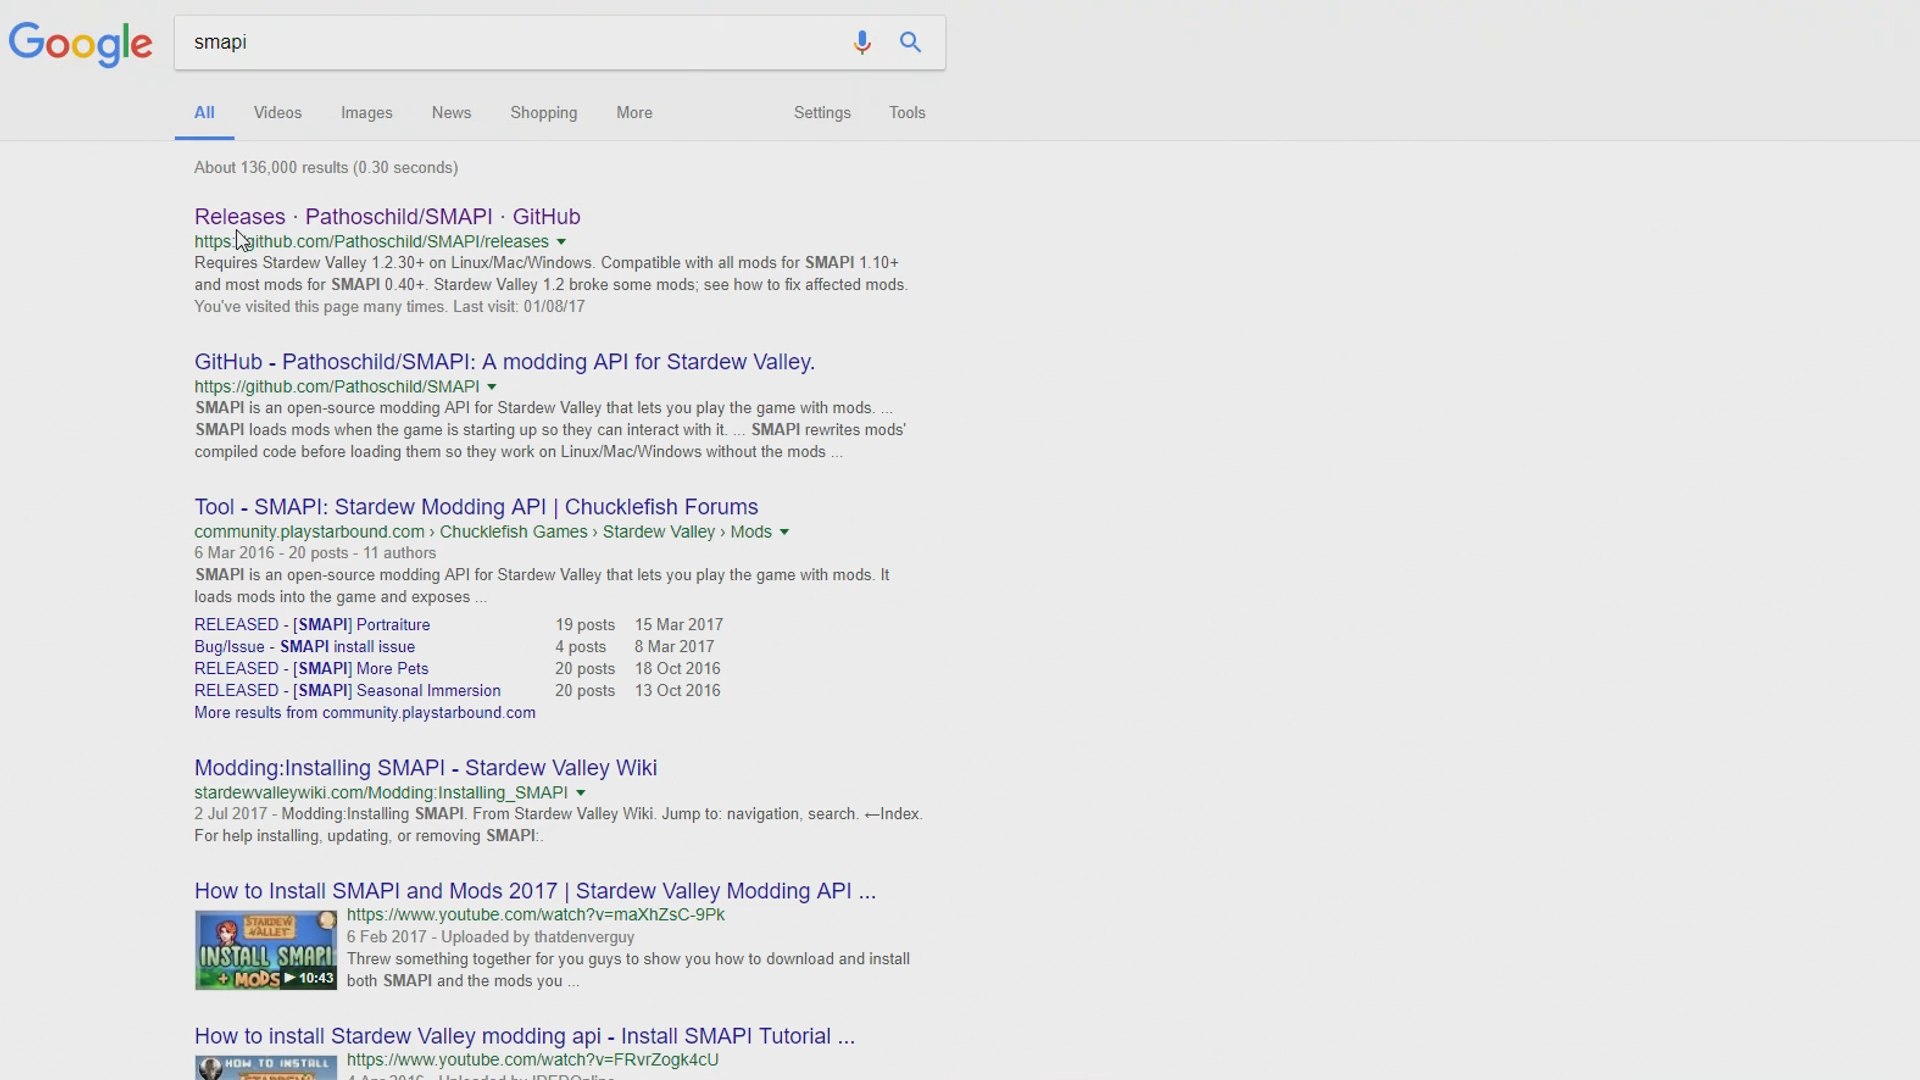 Google
smapi
All Videos Images News Shopping More Settings Tools
About 136,000 results (0.30 seconds)
Releases · Pathoschild/SMAPI · GitHub
https://github.com/Pathoschild/SMAPI/releases
Requires Stardew Valley 1.2.30+ on Linux/Mac/Windows. Compatible with all mods for SMAPI 1.10+
and most mods for SMAPI 0.40+. Stardew Valley 1.2 broke some mods; see how to fix affected mods.
You've visited this page many times. Last visit: 01/08/17
GitHub - Pathoschild/SMAPI: A modding API for Stardew Valley.
https://github.com/Pathoschild/SMAPI
SMAPI is an open-source modding API for Stardew Valley that lets you play the game with mods. ...
SMAPI loads mods when the game is starting up so they can interact with it. ... SMAPI rewrites mods'
compiled code before loading them so they work on Linux/Mac/Windows without the mods ...
Tool - SMAPI: Stardew Modding API | Chucklefish Forums
community.playstarbound.com › Chucklefish Games › Stardew Valley › Mods
6 Mar 2016 - 20 posts - 11 authors
SMAPI is an open-source modding API for Stardew Valley that lets you play the game with mods. It
loads mods into the game and exposes ...
RELEASED - [SMAPI] Portraiture 19 posts 15 Mar 2017
Bug/Issue - SMAPI install issue 4 posts 8 Mar 2017
RELEASED - [SMAPI] More Pets 20 posts 18 Oct 2016
RELEASED - [SMAPI] Seasonal Immersion 20 posts 13 Oct 2016
More results from community.playstarbound.com
Modding:Installing SMAPI - Stardew Valley Wiki
stardewvalleywiki.com/Modding:Installing_SMAPI
2 Jul 2017 - Modding:Installing SMAPI. From Stardew Valley Wiki. Jump to: navigation, search. ←Index.
For help installing, updating, or removing SMAPI:.
How to Install SMAPI and Mods 2017 | Stardew Valley Modding API ...
https://www.youtube.com/watch?v=maXhZsC-9Pk
6 Feb 2017 - Uploaded by thatdenverguy
Threw something together for you guys to show you how to download and install
both SMAPI and the mods you ...
STARDEW
VALLEY
INSTALL SMAPI
+ MODS
10:43
How to install Stardew Valley modding api - Install SMAPI Tutorial ...
https://www.youtube.com/watch?v=FRvrZogk4cU
HOW TO INSTALL